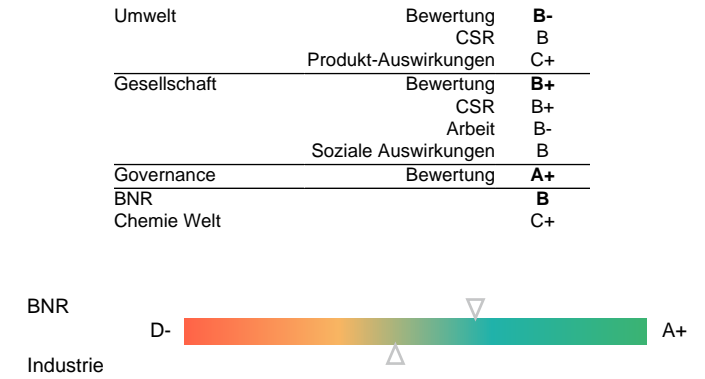 Umwelt Bewertung B-
CSR B
Produkt-Auswirkungen C+
Gesellschaft Bewertung B+
CSR B+
Arbeit B-
Soziale Auswirkungen B
Governance Bewertung A+
BNR B
Chemie Welt C+
BNR
D- A+
Industrie